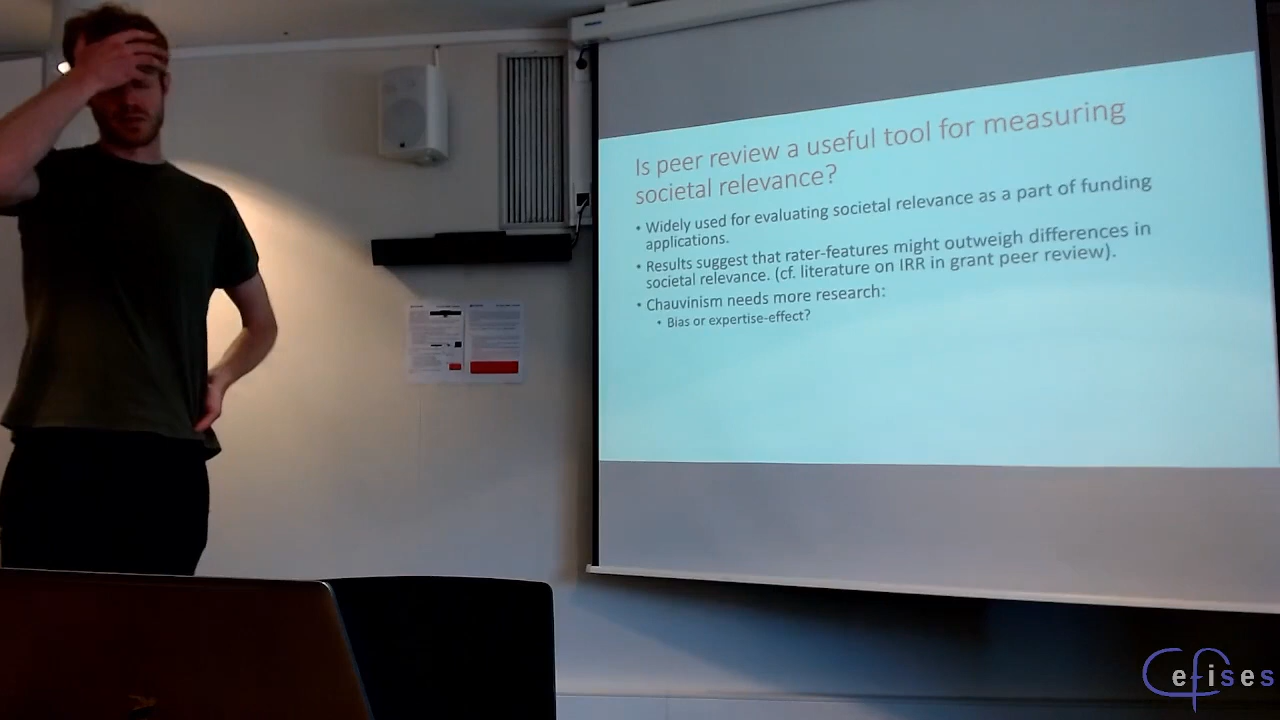 Is peer review a useful tool for measuring
societal relevance?
• Widely used for evaluating societal relevance as a part of funding
applications.
• Results suggest that rater-features might outweigh differences in
societal relevance. (cf. literature on IRR in grant peer review).
• Chauvinism needs more research:
• Bias or expertise-effect?
Cefises